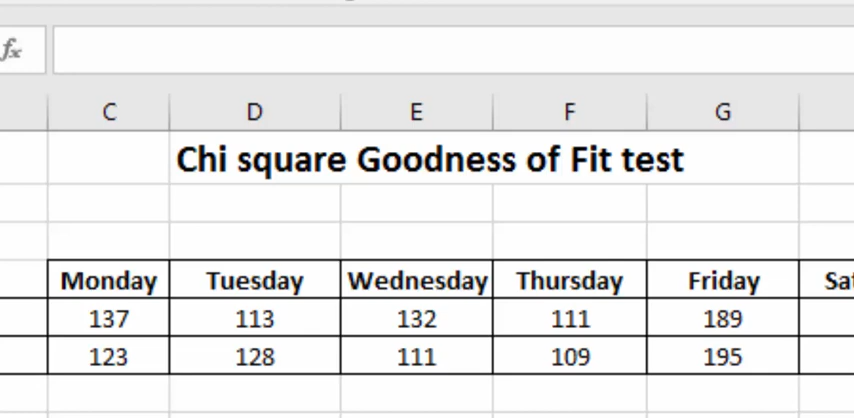 fx
C D E F G
Chi square Goodness of Fit test
Monday Tuesday Wednesday Thursday Friday
137 113 132 111 189
123 128 111 109 195